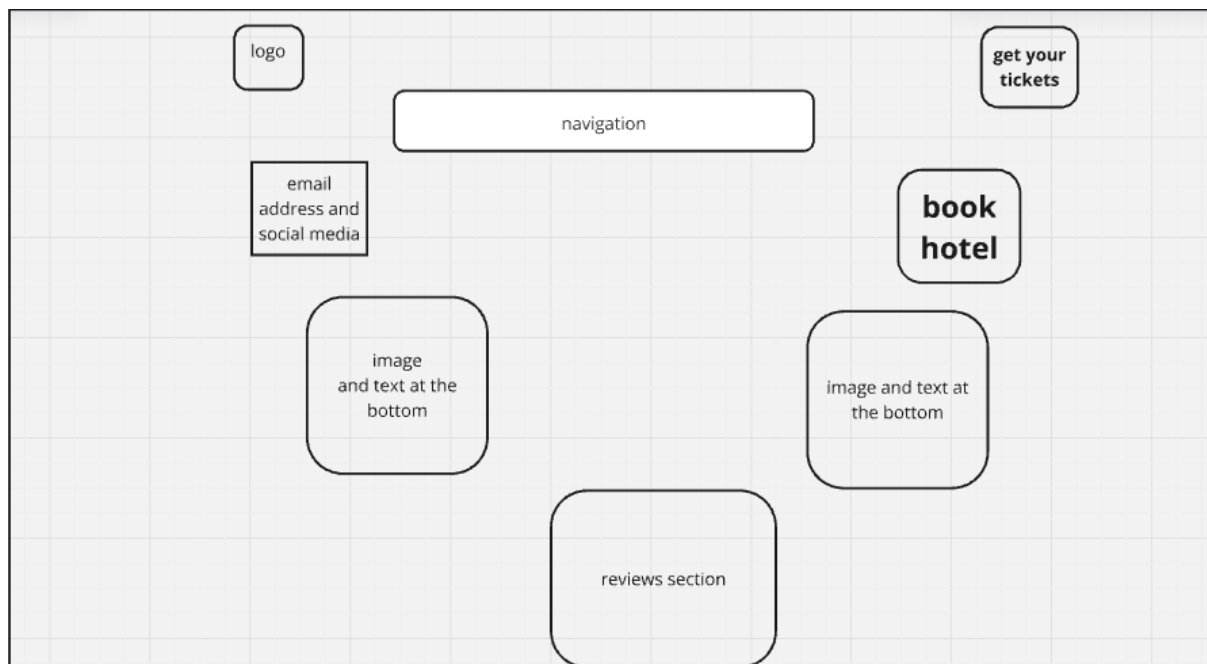 logo
get your
tickets
navigation
email
address and
social media
book
hotel
image
and text at the
bottom
image and text at
the bottom
reviews section